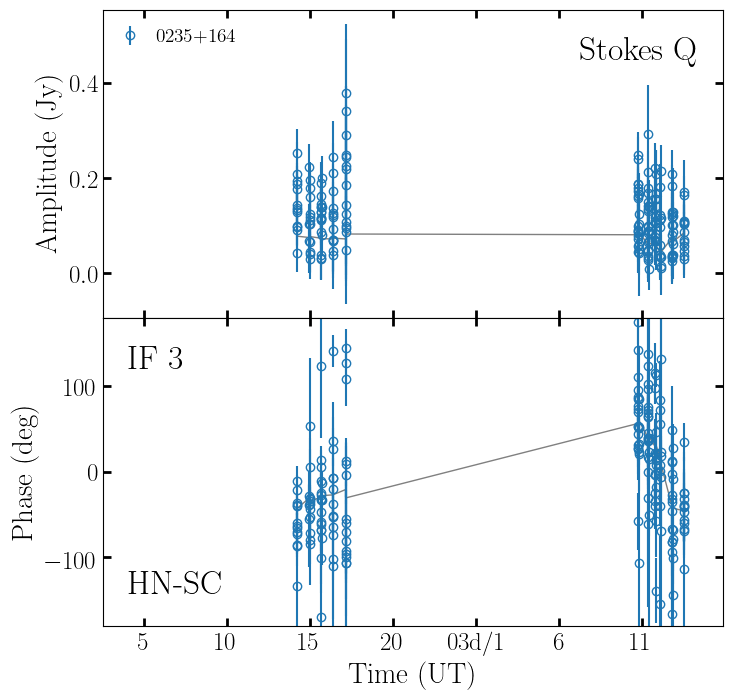 0235+164
Stokes Q
Amplitude (Jy)
0.4
0.2
0.0
IF 3
Phase (deg)
100
0
−100
HN-SC
5 10 15 20 03d/1 6 11
Time (UT)